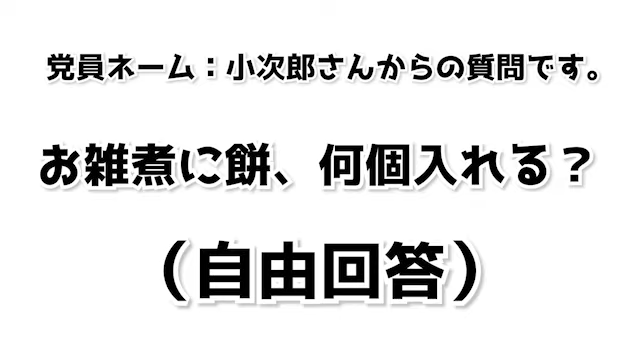 党員ネーム：小次郎さんからの質問です。
お雑煮に餅、何個入れる？
（自由回答）